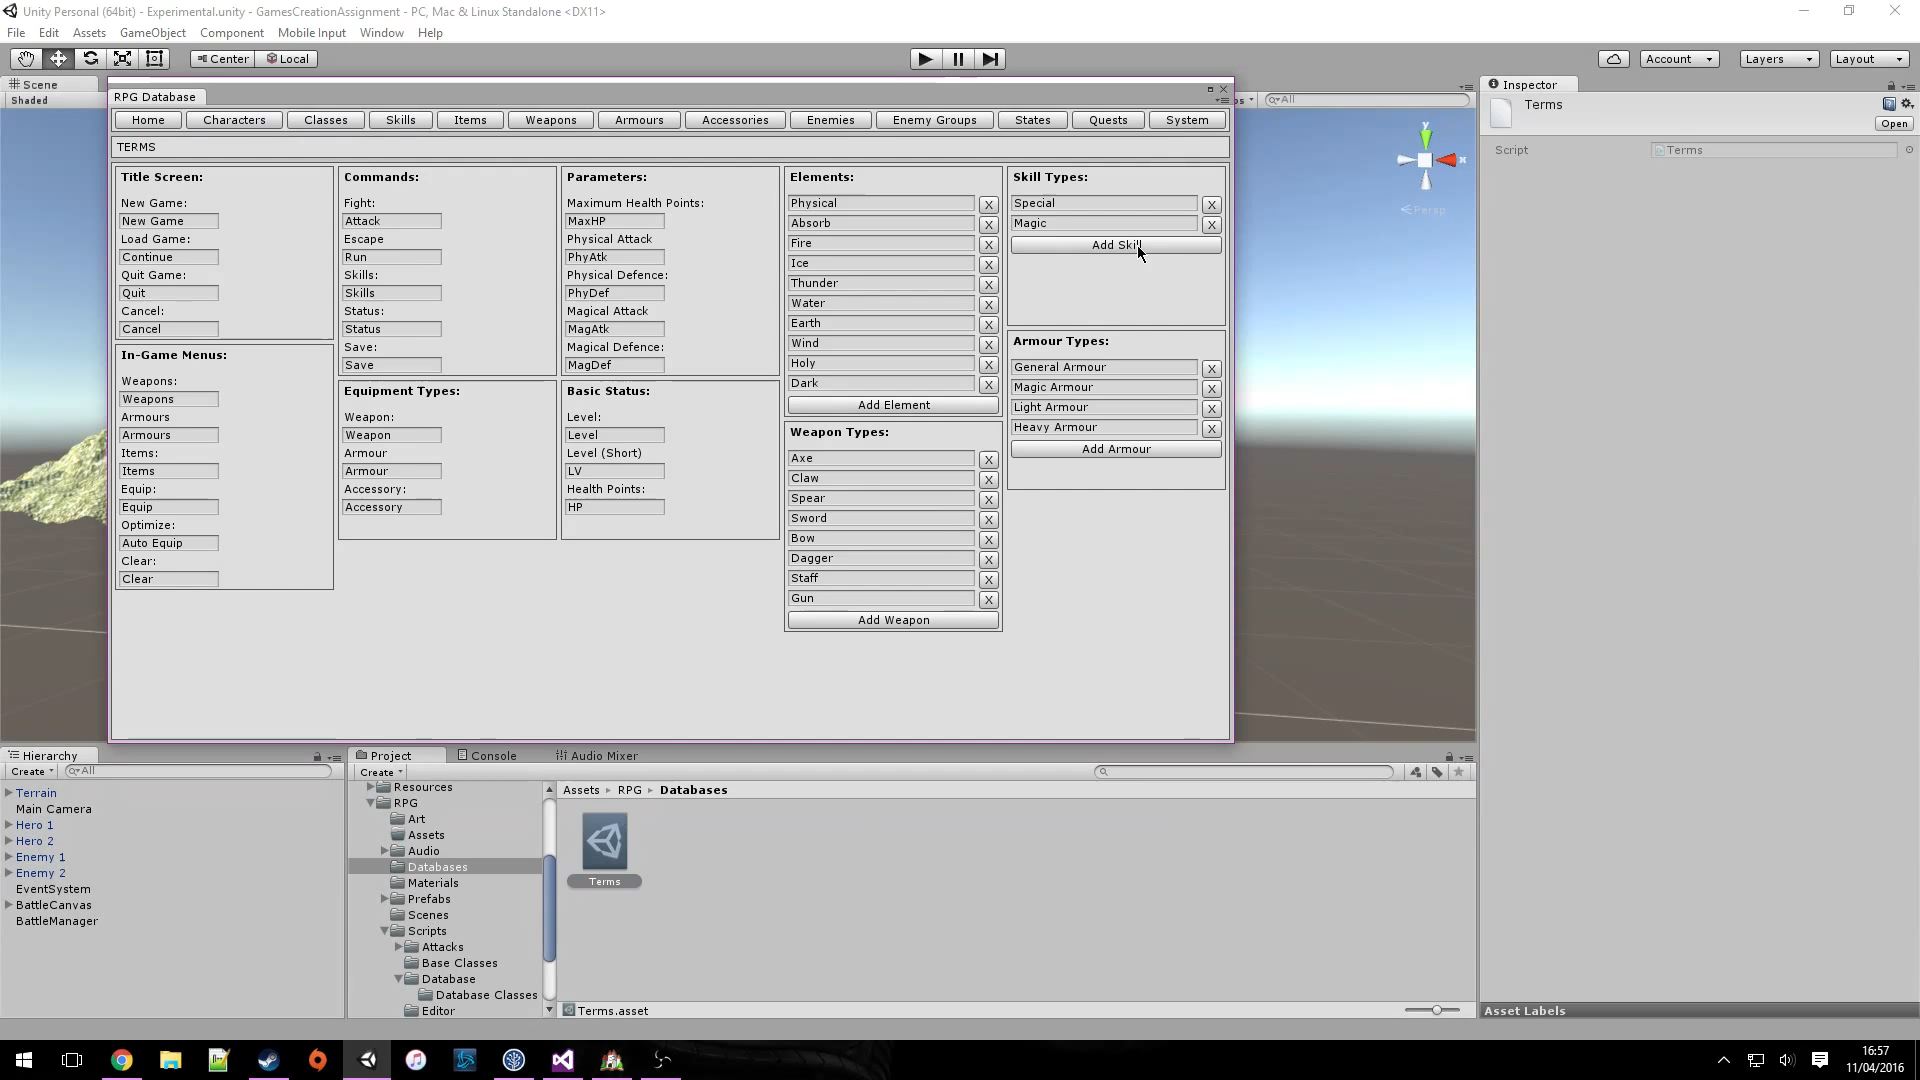 Unity Personal (64bit) - Experimental.unity - GamesCreationAssignment - PC, Mac & Linux Standalone <DX11>
File Edit Assets GameObject Component Mobile Input Window Help
Center Local Account Layers Layout
Scene
Shaded
RPG Database
All
Home Characters Classes Skills Items Weapons Armours Accessories Enemies Enemy Groups States Quests System
TERMS
Title Screen:
New Game:
New Game
Load Game:
Continue
Quit Game:
Quit
Cancel:
Cancel
In-Game Menus:
Weapons:
Weapons
Armours
Armours
Items:
Items
Equip:
Equip
Optimize:
Auto Equip
Clear:
Clear
Commands:
Fight:
Attack
Escape
Run
Skills:
Skills
Status:
Status
Save:
Save
Equipment Types:
Weapon:
Weapon
Armour
Armour
Accessory:
Accessory
Parameters:
Maximum Health Points:
MaxHP
Physical Attack
PhyAtk
Physical Defence:
PhyDef
Magical Attack
MagAtk
Magical Defence:
MagDef
Basic Status:
Level:
Level
Level (Short)
LV
Health Points:
HP
Elements:
Physical X
Absorb X
Fire X
Ice X
Thunder X
Water X
Earth X
Wind X
Holy X
Dark X
Add Element
Weapon Types:
Axe X
Claw X
Spear X
Sword X
Bow X
Dagger X
Staff X
Gun X
Add Weapon
Skill Types:
Special X
Magic X
Add Skill
Armour Types:
General Armour X
Magic Armour X
Light Armour X
Heavy Armour X
Add Armour
y
x
Persp
Inspector
Terms
Open
Script Terms
Asset Labels
Hierarchy
Create All
Terrain
Main Camera
Hero 1
Hero 2
Enemy 1
Enemy 2
EventSystem
BattleCanvas
BattleManager
Project Console Audio Mixer
Create
Resources
RPG
Art
Assets
Audio
Databases
Materials
Prefabs
Scenes
Scripts
Attacks
Base Classes
Database
Database Classes
Editor
Assets RPG Databases
Terms
Terms.asset
16:57
11/04/2016